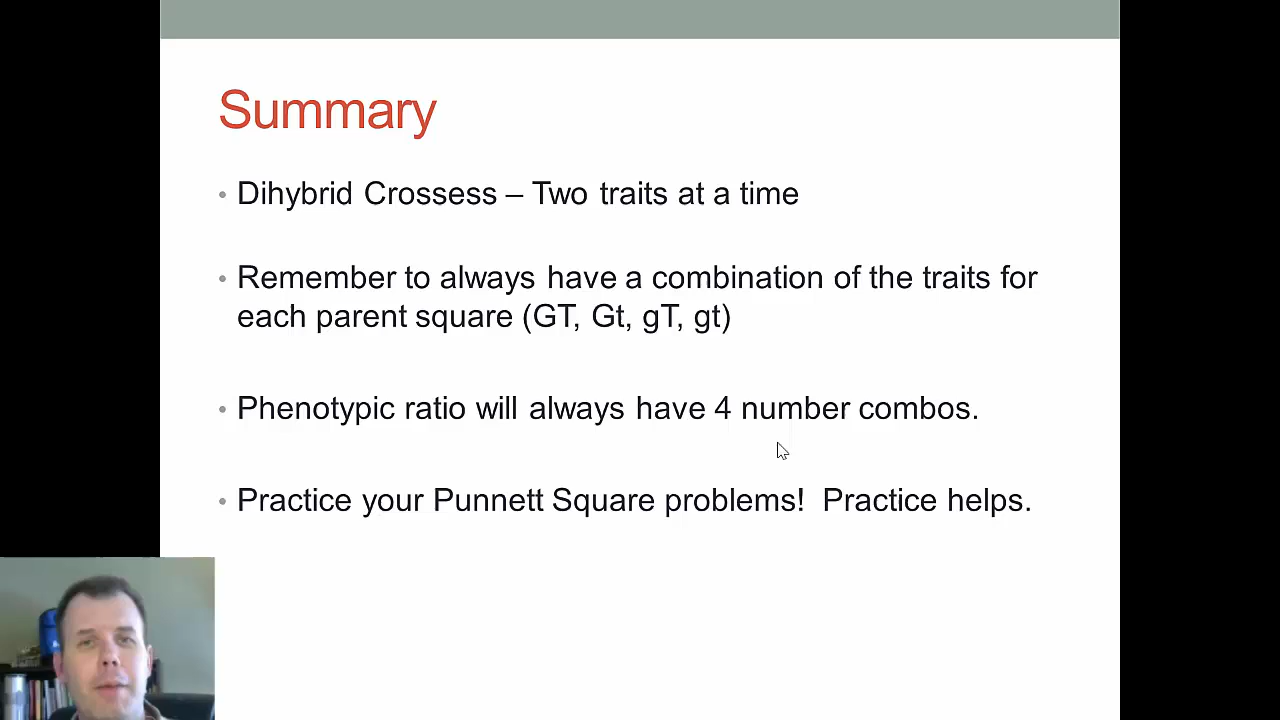 Summary
• Dihybrid Crossess – Two traits at a time
• Remember to always have a combination of the traits for
each parent square (GT, Gt, gT, gt)
• Phenotypic ratio will always have 4 number combos.
• Practice your Punnett Square problems!  Practice helps.